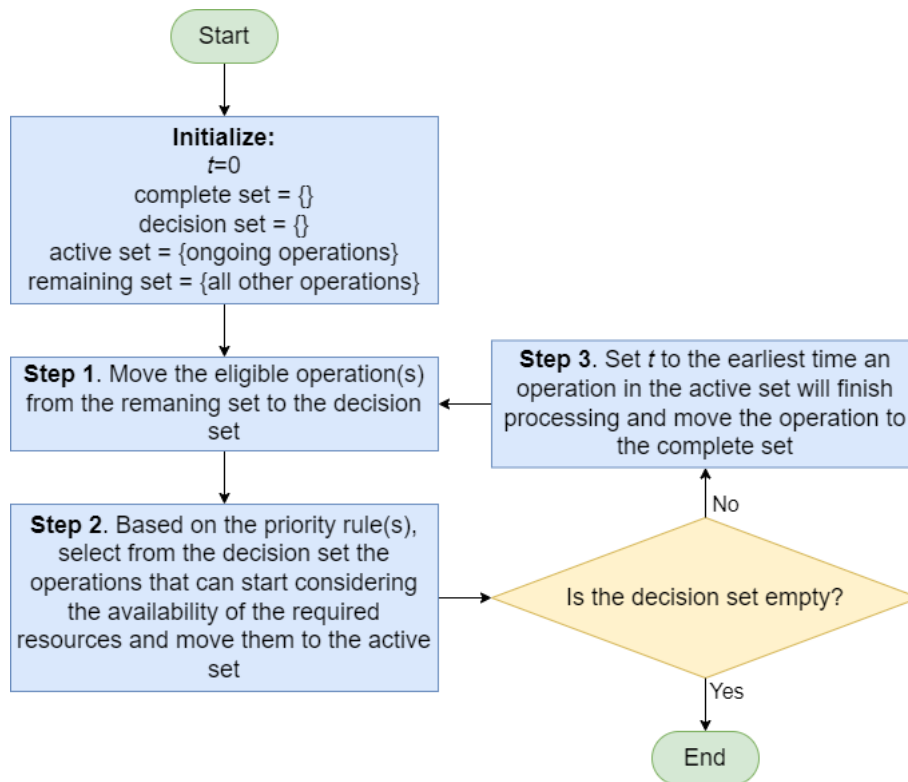 Start
Initialize:
t=0
complete set = {}
decision set = {}
active set = {ongoing operations}
remaining set = {all other operations}
Step 1. Move the eligible operation(s)
from the remaning set to the decision
set
Step 2. Based on the priority rule(s),
select from the decision set the
operations that can start considering
the availability of the required
resources and move them to the active
set
Step 3. Set t to the earliest time an
operation in the active set will finish
processing and move the operation to
the complete set
No
Is the decision set empty?
Yes
End